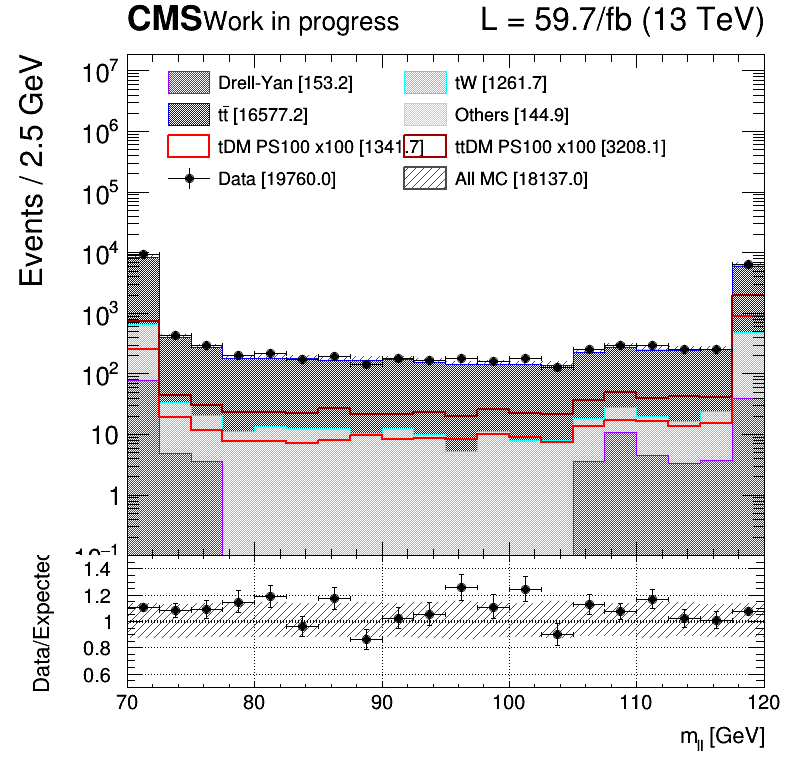 CMS Work in progress L = 59.7/fb (13 TeV)
Events / 2.5 GeV
10⁷
10⁶
10⁵
10⁴
10³
10²
10
1
10⁻¹
Drell-Yan [153.2]
tW [1261.7]
tt̄ [16577.2]
Others [144.9]
tDM PS100 x100 [1341.7]
ttDM PS100 x100 [3208.1]
Data [19760.0]
All MC [18137.0]
Data/Expected
1.4
1.2
1
0.8
0.6
70 80 90 100 110 120
m_ll [GeV]